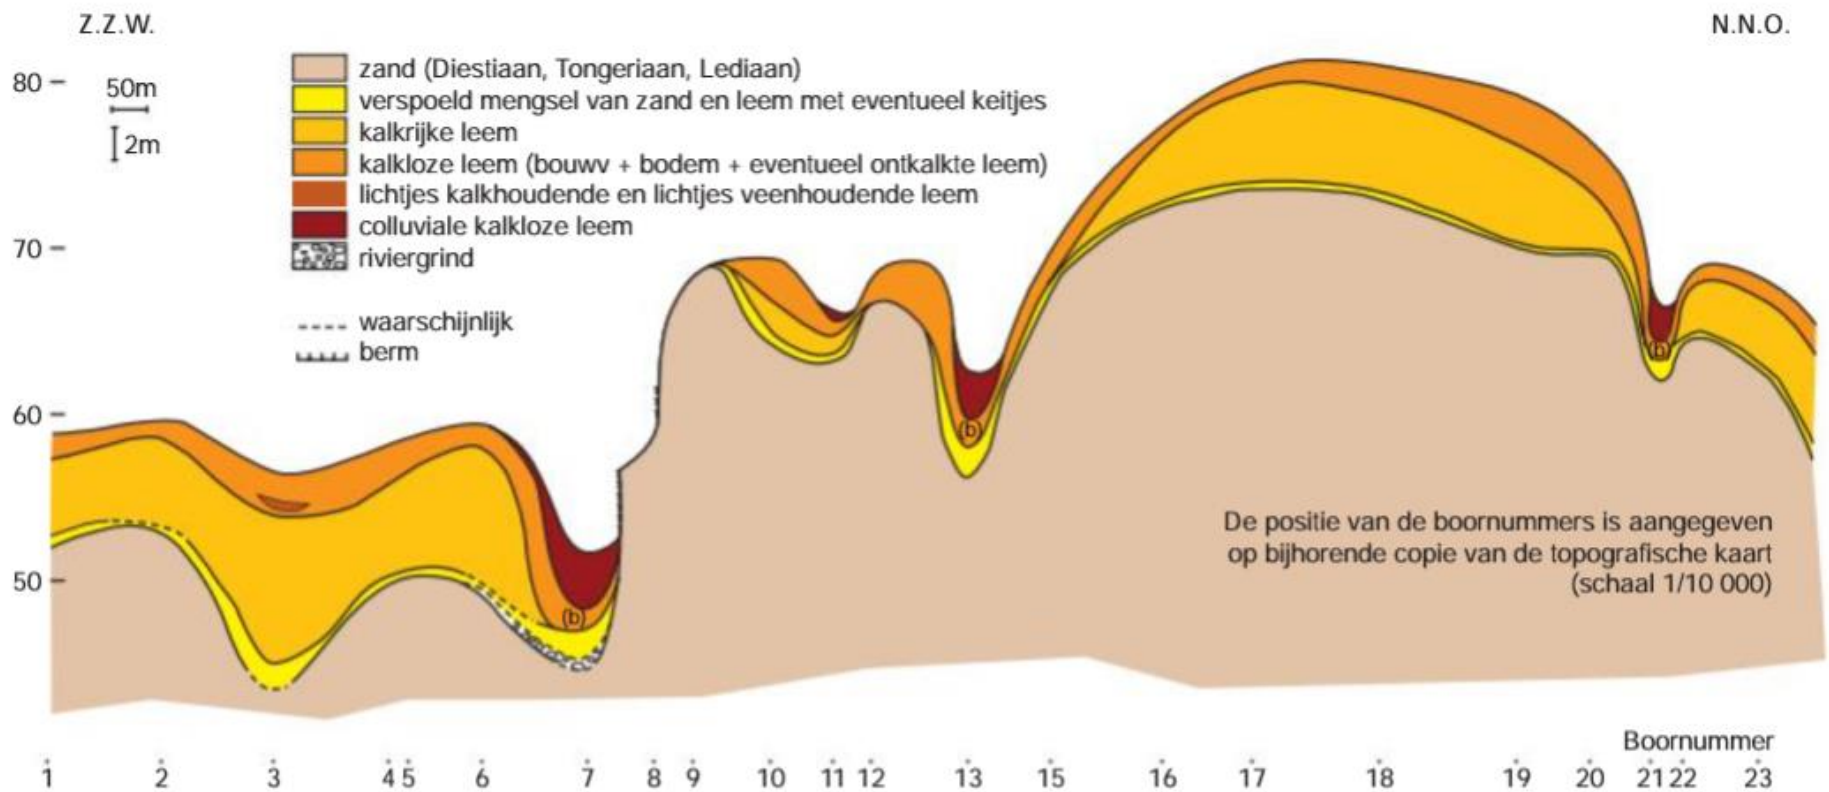 Z.Z.W.
N.N.O.
80
70
60
50
50m
2m
zand (Diestiaan, Tongeriaan, Lediaan)
verspoeld mengsel van zand en leem met eventueel keitjes
kalkrijke leem
kalkloze leem (bouwv + bodem + eventueel ontkalkte leem)
lichtjes kalkhoudende en lichtjes veenhoudende leem
colluviale kalkloze leem
riviergrind
waarschijnlijk
berm
(b)
(b)
(b)
De positie van de boornummers is aangegeven
op bijhorende copie van de topografische kaart
(schaal 1/10 000)
Boornummer
1 2 3 4 5 6 7 8 9 10 11 12 13 15 16 17 18 19 20 21 22 23